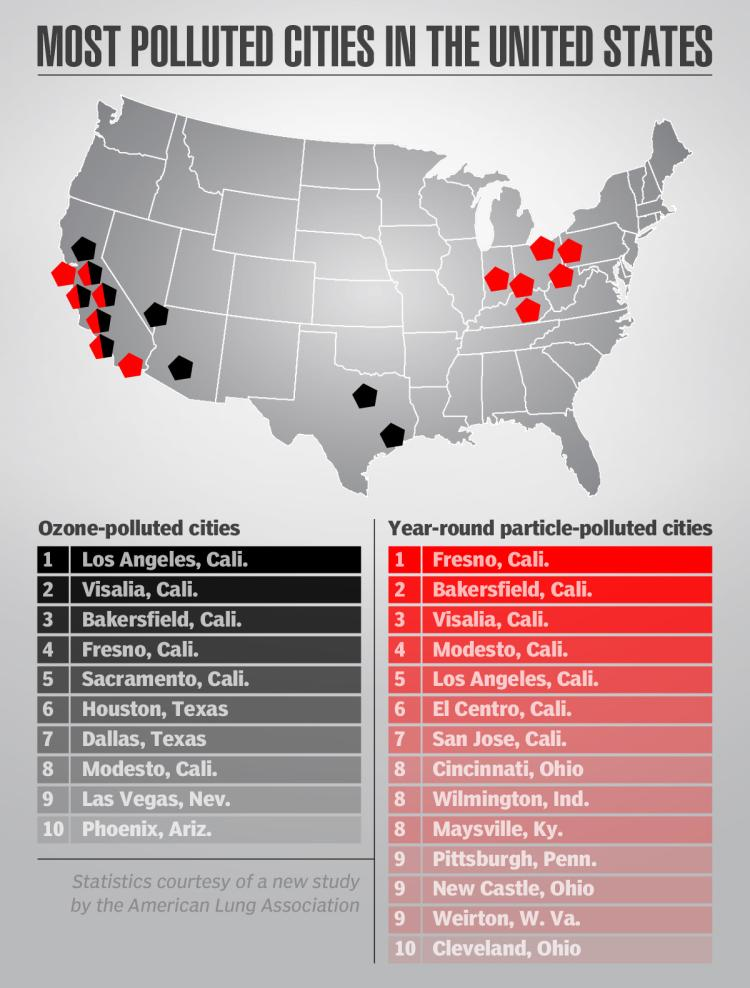 MOST POLLUTED CITIES IN THE UNITED STATES
Ozone-polluted cities
1 Los Angeles, Cali.
2 Visalia, Cali.
3 Bakersfield, Cali.
4 Fresno, Cali.
5 Sacramento, Cali.
6 Houston, Texas
7 Dallas, Texas
8 Modesto, Cali.
9 Las Vegas, Nev.
10 Phoenix, Ariz.
Statistics courtesy of a new study
by the American Lung Association
Year-round particle-polluted cities
1 Fresno, Cali.
2 Bakersfield, Cali.
3 Visalia, Cali.
4 Modesto, Cali.
5 Los Angeles, Cali.
6 El Centro, Cali.
7 San Jose, Cali.
8 Cincinnati, Ohio
8 Wilmington, Ind.
8 Maysville, Ky.
9 Pittsburgh, Penn.
9 New Castle, Ohio
9 Weirton, W. Va.
10 Cleveland, Ohio